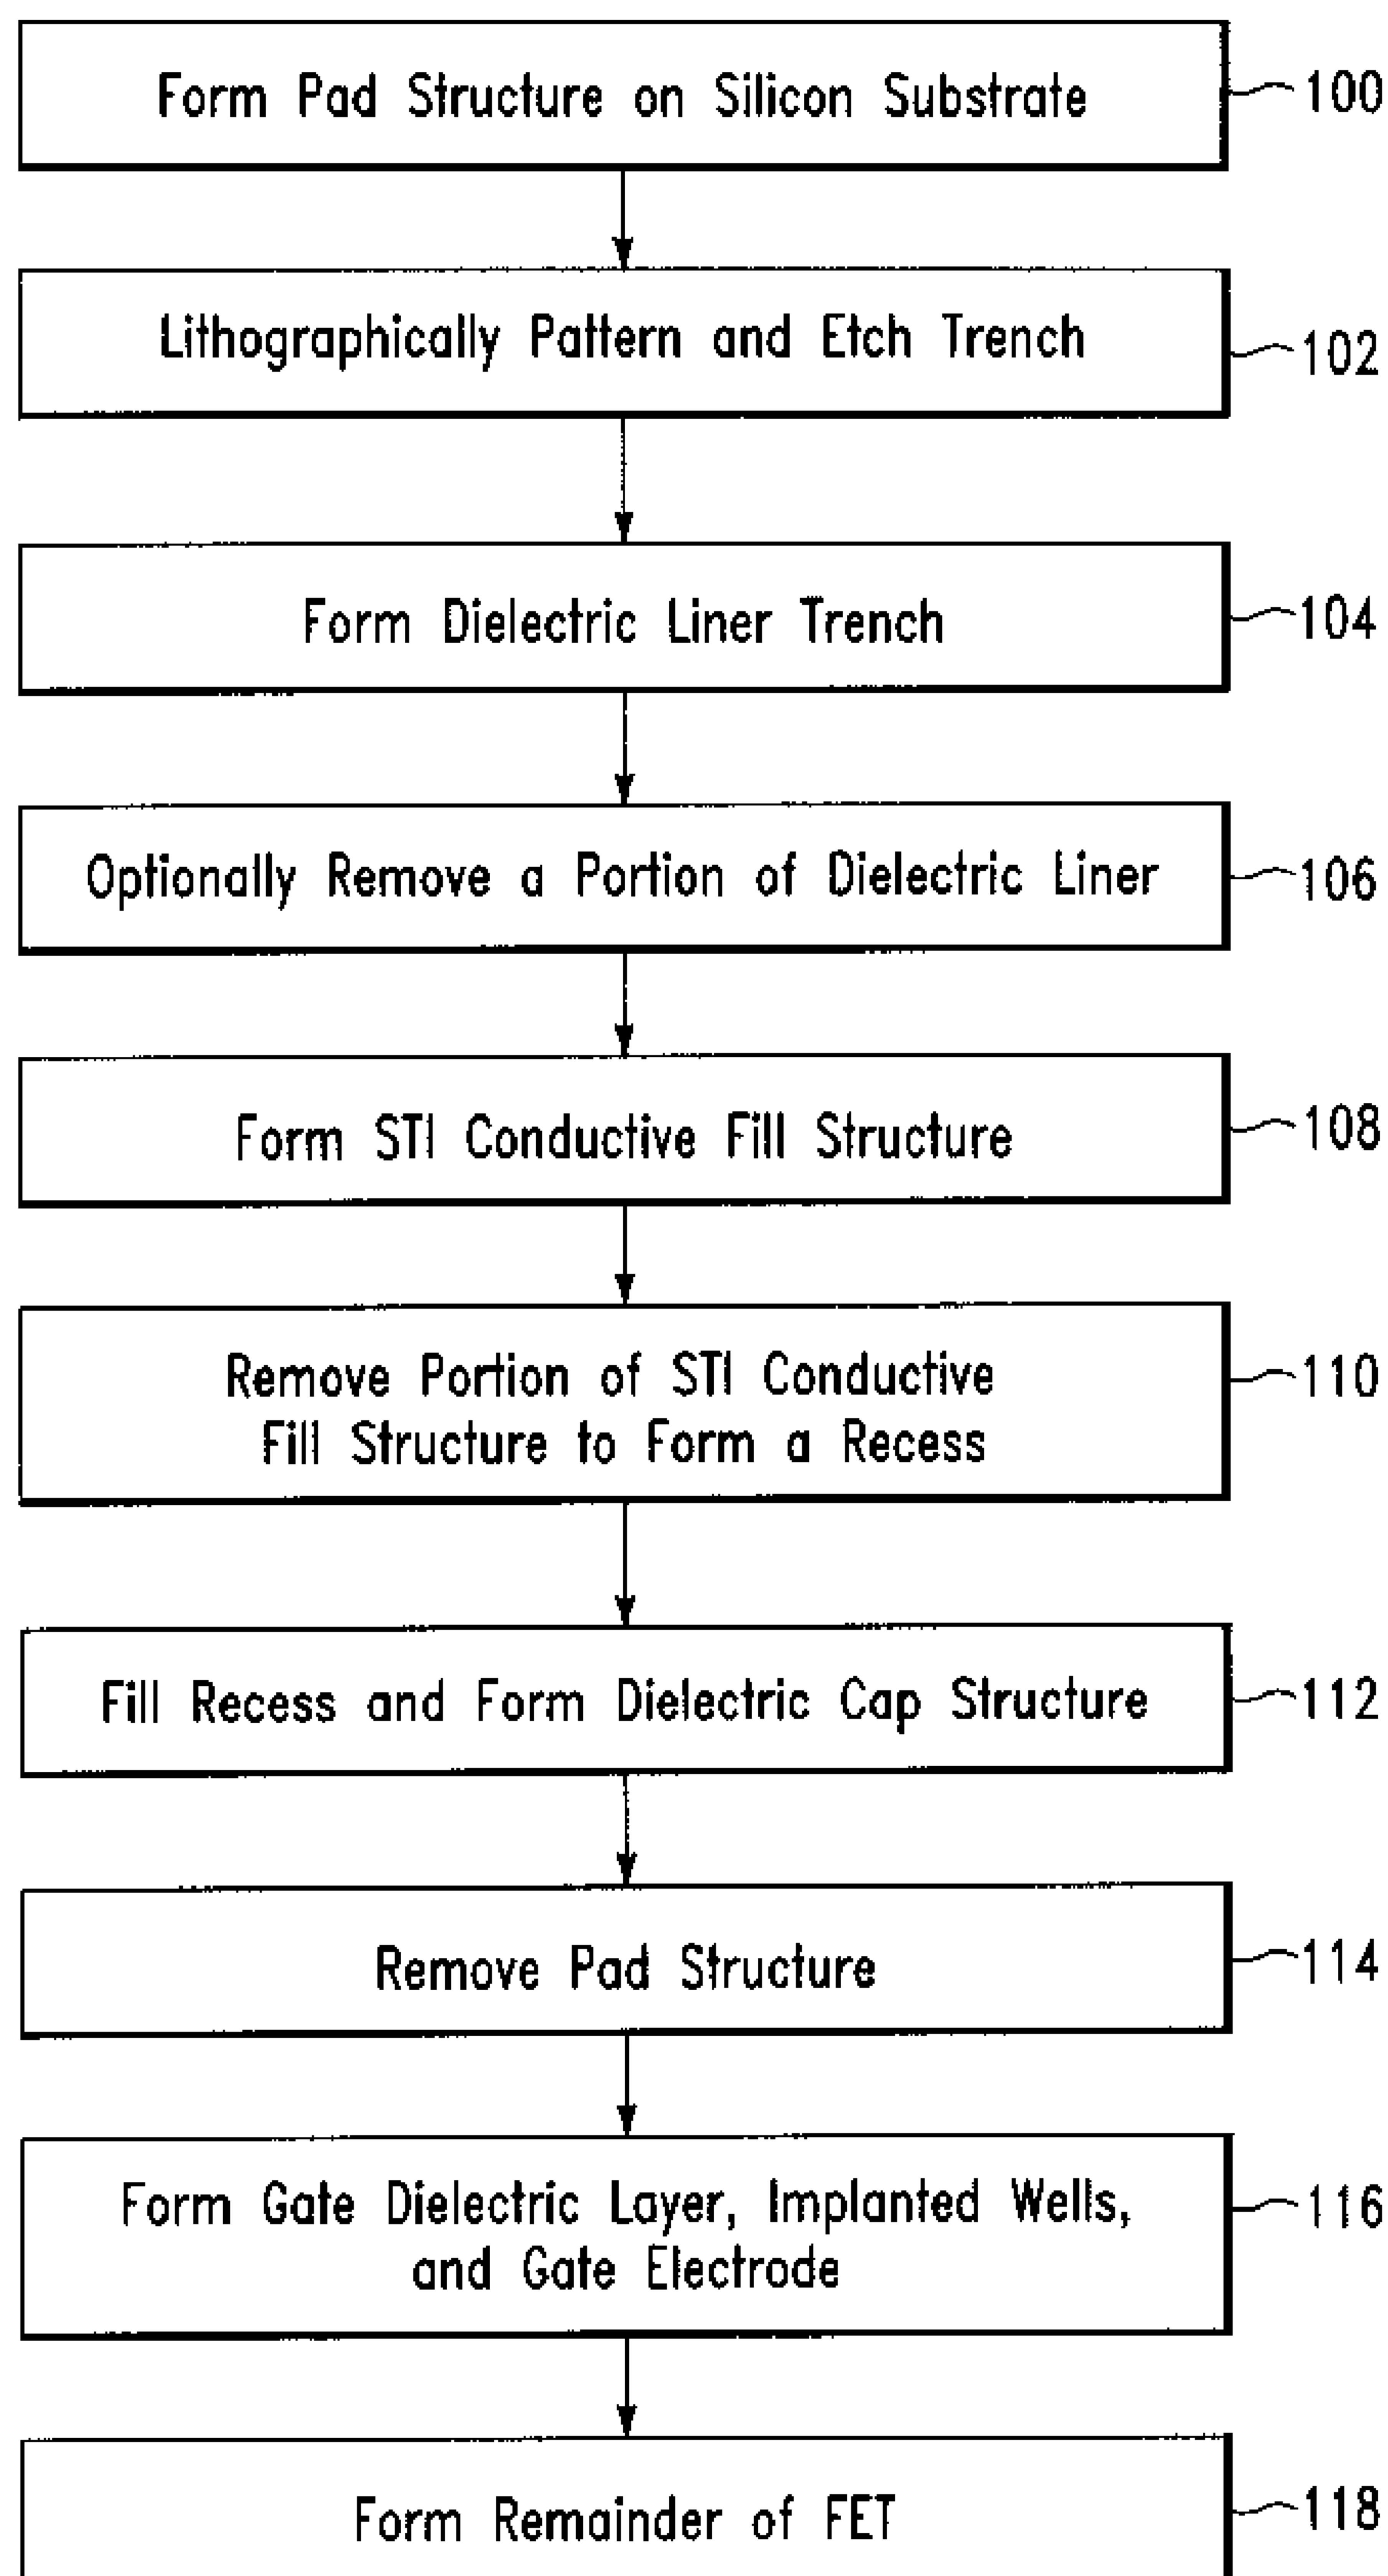 Form Pad Structure on Silicon Substrate
100
Lithographically Pattern and Etch Trench
102
Form Dielectric Liner Trench
104
Optionally Remove a Portion of Dielectric Liner
106
Form STI Conductive Fill Structure
108
Remove Portion of STI Conductive
Fill Structure to Form a Recess
110
Fill Recess and Form Dielectric Cap Structure
112
Remove Pad Structure
114
Form Gate Dielectric Layer, Implanted Wells,
and Gate Electrode
116
Form Remainder of FET
118